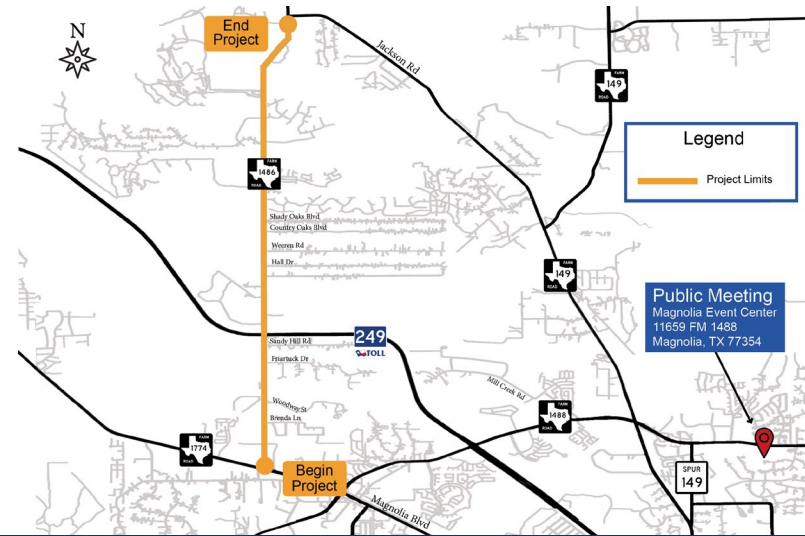 End
Project
N
Jackson Rd
FARM
149
ROAD
Legend
Project Limits
FARM
1486
ROAD
Shady Oaks Blvd
Country Oaks Blvd
Werren Rd
Hall Dr
FARM
149
ROAD
Public Meeting
Magnolia Event Center
11659 FM 1488
Magnolia, TX 77354
249
TOLL
Sandy Hill Rd
Friartuck Dr
Mill Creek Rd
Woodway St
Brenda Ln
FARM
1488
ROAD
FARM
1774
ROAD
Begin
Project
SPUR
149
Magnolia Blvd